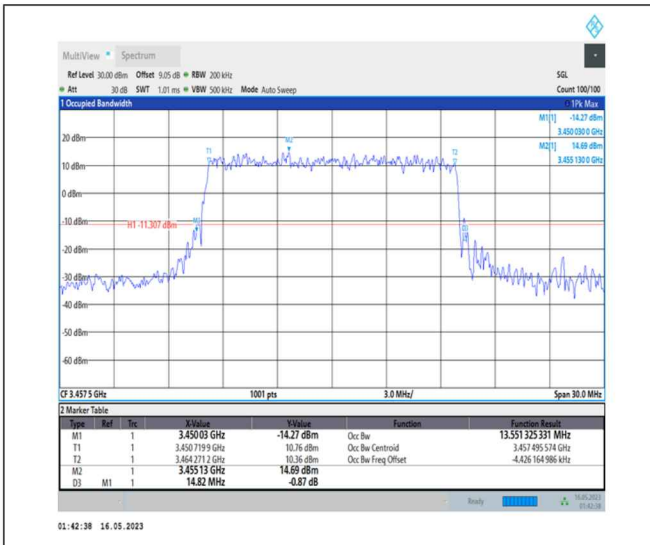 MultiView Spectrum
Ref Level 30.00 dBm Offset 9.05 dB RBW 200 kHz SGL
Att 30 dB SWT 1.01 ms VBW 500 kHz Mode Auto Sweep Count 100/100
1 Occupied Bandwidth 1Pk Max
M1[1] -14.27 dBm
3.450 030 0 GHz
M2[1] 14.69 dBm
3.455 130 0 GHz
20 dBm
M2
T1 T2
10 dBm
0 dBm
-10 dBm
H1 -11.307 dBm
M1
D3
-20 dBm
-30 dBm
-40 dBm
-50 dBm
-60 dBm
CF 3.457 5 GHz 1001 pts 3.0 MHz/ Span 30.0 MHz
2 Marker Table
Type Ref Trc X-Value Y-Value Function Function Result
M1 1 3.450 03 GHz -14.27 dBm Occ Bw 13.551 325 331 MHz
T1 1 3.450 719 9 GHz 10.76 dBm Occ Bw Centroid 3.457 495 574 GHz
T2 1 3.464 271 2 GHz 10.36 dBm Occ Bw Freq Offset -4.426 164 986 kHz
M2 1 3.455 13 GHz 14.69 dBm
D3 M1 1 14.82 MHz -0.87 dB
Ready 16.05.2023
01:42:38
01:42:38 16.05.2023